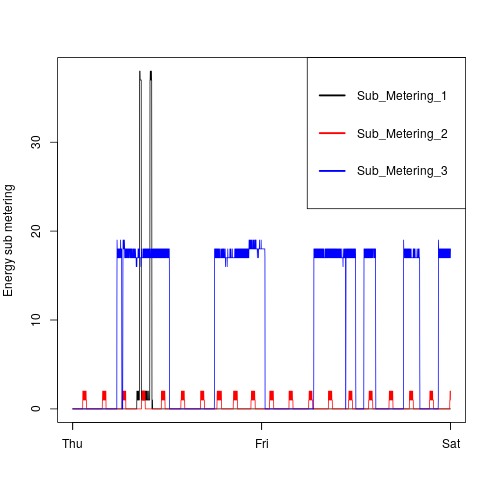 Sub_Metering_1
Sub_Metering_2
Sub_Metering_3
Energy sub metering
30
20
10
0
Thu Fri Sat